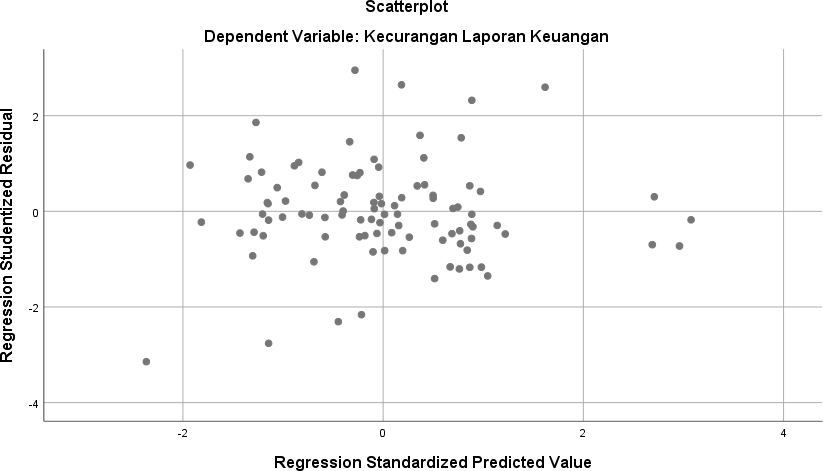 Scatterplot
Dependent Variable: Kecurangan Laporan Keuangan
Regression Studentized Residual
2
0
-2
-4
-2
0
2
4
Regression Standardized Predicted Value